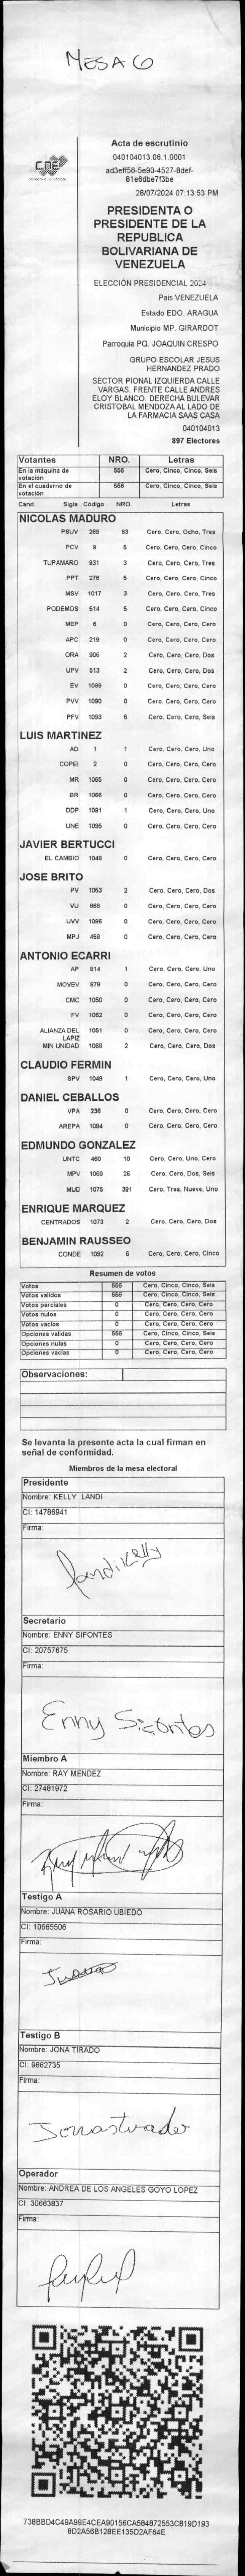 MESA 6
CNE
Acta de escrutinio
040104013.06.1.0001
ad3eff56-5e90-4527-8def-
81e6dbe7f3be
28/07/2024 07:13:53 PM
PRESIDENTA O
PRESIDENTE DE LA
REPUBLICA
BOLIVARIANA DE
VENEZUELA
ELECCIÓN PRESIDENCIAL 2024
Pais VENEZUELA
Estado EDO. ARAGUA
Municipio MP. GIRARDOT
Parroquia PQ. JOAQUIN CRESPO
GRUPO ESCOLAR JESUS
HERNANDEZ PRADO
SECTOR PIONAL IZQUIERDA CALLE
VARGAS. FRENTE CALLE ANDRES
ELOY BLANCO. DERECHA BULEVAR
CRISTOBAL MENDOZA AL LADO DE
LA FARMACIA SAAS CASA
040104013
897 Electores
Votantes NRO. Letras
En la máquina de votación 556 Cero, Cinco, Cinco, Seis
En el cuaderno de votación 556 Cero, Cinco, Cinco, Seis
Cand. Sigla Código NRO. Letras
NICOLAS MADURO
PSUV 269 83 Cero, Cero, Ocho, Tres
PCV 9 5 Cero, Cero, Cero, Cinco
TUPAMARO 931 3 Cero, Cero, Cero, Tres
PPT 276 5 Cero, Cero, Cero, Cinco
MSV 1017 3 Cero, Cero, Cero, Tres
PODEMOS 514 5 Cero, Cero, Cero, Cinco
MEP 6 0 Cero, Cero, Cero, Cero
APC 219 0 Cero, Cero, Cero, Cero
ORA 906 2 Cero, Cero, Cero, Dos
UPV 513 2 Cero, Cero, Cero, Dos
EV 1089 0 Cero, Cero, Cero, Cero
PVV 1090 0 Cero, Cero, Cero, Cero
PFV 1093 6 Cero, Cero, Cero, Seis
LUIS MARTINEZ
AD 1 1 Cero, Cero, Cero, Uno
COPEI 2 0 Cero, Cero, Cero, Cero
MR 1065 0 Cero, Cero, Cero, Cero
BR 1066 0 Cero, Cero, Cero, Cero
DDP 1091 1 Cero, Cero, Cero, Uno
UNE 1095 0 Cero, Cero, Cero, Cero
JAVIER BERTUCCI
EL CAMBIO 1048 0 Cero, Cero, Cero, Cero
JOSE BRITO
PV 1053 2 Cero, Cero, Cero, Dos
VU 968 0 Cero, Cero, Cero, Cero
UVV 1096 0 Cero, Cero, Cero, Cero
MPJ 458 0 Cero, Cero, Cero, Cero
ANTONIO ECARRI
AP 914 1 Cero, Cero, Cero, Uno
MOVEV 879 0 Cero, Cero, Cero, Cero
CMC 1050 0 Cero, Cero, Cero, Cero
FV 1062 0 Cero, Cero, Cero, Cero
ALIANZA DEL LAPIZ 1051 0 Cero, Cero, Cero, Cero
MIN UNIDAD 1068 2 Cero, Cero, Cero, Dos
CLAUDIO FERMIN
SPV 1049 1 Cero, Cero, Cero, Uno
DANIEL CEBALLOS
VPA 236 0 Cero, Cero, Cero, Cero
AREPA 1094 0 Cero, Cero, Cero, Cero
EDMUNDO GONZALEZ
UNTC 460 10 Cero, Cero, Uno, Cero
MPV 1069 26 Cero, Cero, Dos, Seis
MUD 1075 391 Cero, Tres, Nueve, Uno
ENRIQUE MARQUEZ
CENTRADOS 1073 2 Cero, Cero, Cero, Dos
BENJAMIN RAUSSEO
CONDE 1092 5 Cero, Cero, Cero, Cinco
Resumen de votos
Votos 556 Cero, Cinco, Cinco, Seis
Votos validos 556 Cero, Cinco, Cinco, Seis
Votos parciales 0 Cero, Cero, Cero, Cero
Votos nulos 0 Cero, Cero, Cero, Cero
Votos vacios 0 Cero, Cero, Cero, Cero
Opciones validas 556 Cero, Cinco, Cinco, Seis
Opciones nulas 0 Cero, Cero, Cero, Cero
Opciones vacias 0 Cero, Cero, Cero, Cero
Observaciones:
Se levanta la presente acta la cual firman en
señal de conformidad.
Miembros de la mesa electoral
Presidente
Nombre: KELLY LANDI
CI: 14786941
Firma:
Landi Kelly
Secretario
Nombre: ENNY SIFONTES
CI: 20757675
Firma:
Enny Sifontes
Miembro A
Nombre: RAY MENDEZ
CI: 27481972
Firma:
Testigo A
Nombre: JUANA ROSARIO UBIEDO
CI: 10665506
Firma:
Juana
Testigo B
Nombre: JONA TIRADO
CI: 9662735
Firma:
Operador
Nombre: ANDREA DE LOS ANGELES GOYO LOPEZ
CI: 30663837
Firma:
738BBD4C49A99E4CEA90156CA584872553C819D193
8D2A56B128EE135D2AF64E